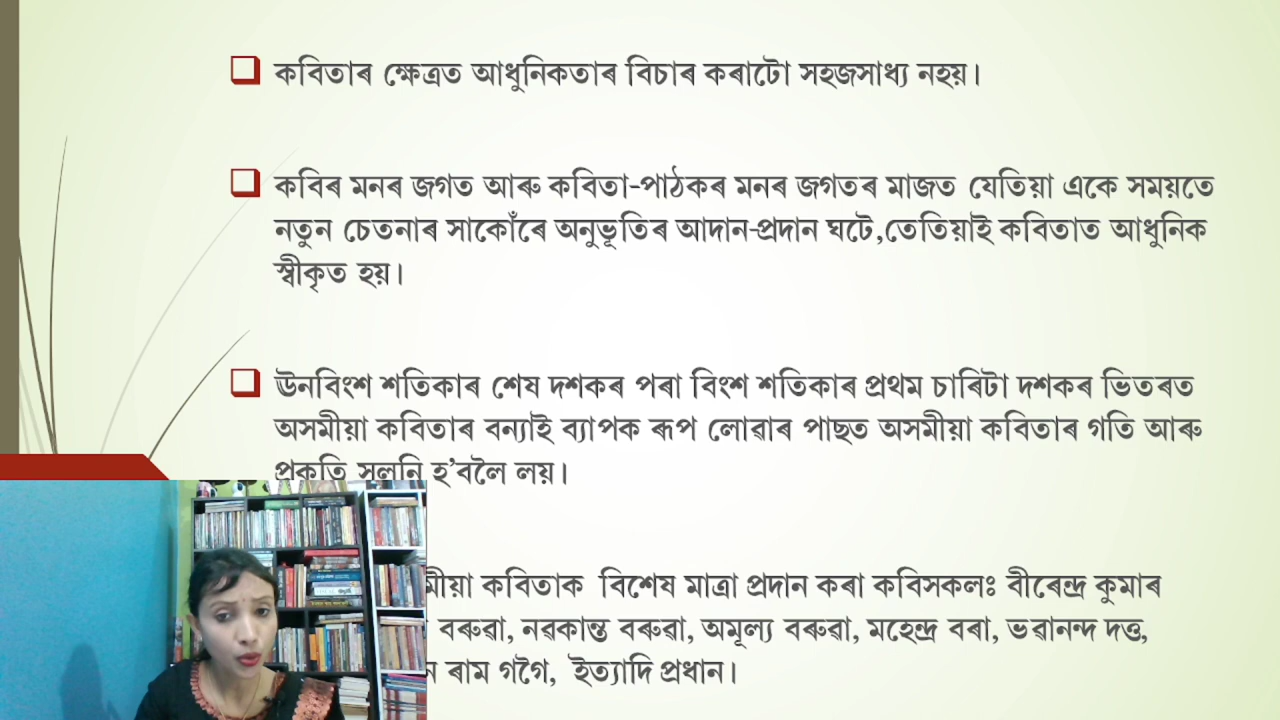 কবিতাৰ ক্ষেত্ৰত আধুনিকতাৰ বিচাৰ কৰাটো সহজসাধ্য নহয়।
কবিৰ মনৰ জগত আৰু কবিতা-পাঠকৰ মনৰ জগতৰ মাজত যেতিয়া একে সময়তে
নতুন চেতনাৰ সাকোঁৰে অনুভূতিৰ আদান-প্ৰদান ঘটে,তেতিয়াই কবিতাত আধুনিক
স্বীকৃত হয়।
ঊনবিংশ শতিকাৰ শেষ দশকৰ পৰা বিংশ শতিকাৰ প্ৰথম চাৰিটা দশকৰ ভিতৰত
অসমীয়া কবিতাৰ বন্যাই ব্যাপক ৰূপ লোৱাৰ পাছত অসমীয়া কবিতাৰ গতি আৰু
প্ৰকৃতি সলনি হ’বলৈ লয়।
কবিতাক বিশেষ মাত্ৰা প্ৰদান কৰা কবিসকলঃ বীৰেন্দ্ৰ কুমাৰ
বৰুৱা, নৱকান্ত বৰুৱা, অমূল্য বৰুৱা, মহেন্দ্ৰ বৰা, ভৱানন্দ দত্ত,
ৰাম গগৈ, ইত্যাদি প্ৰধান।